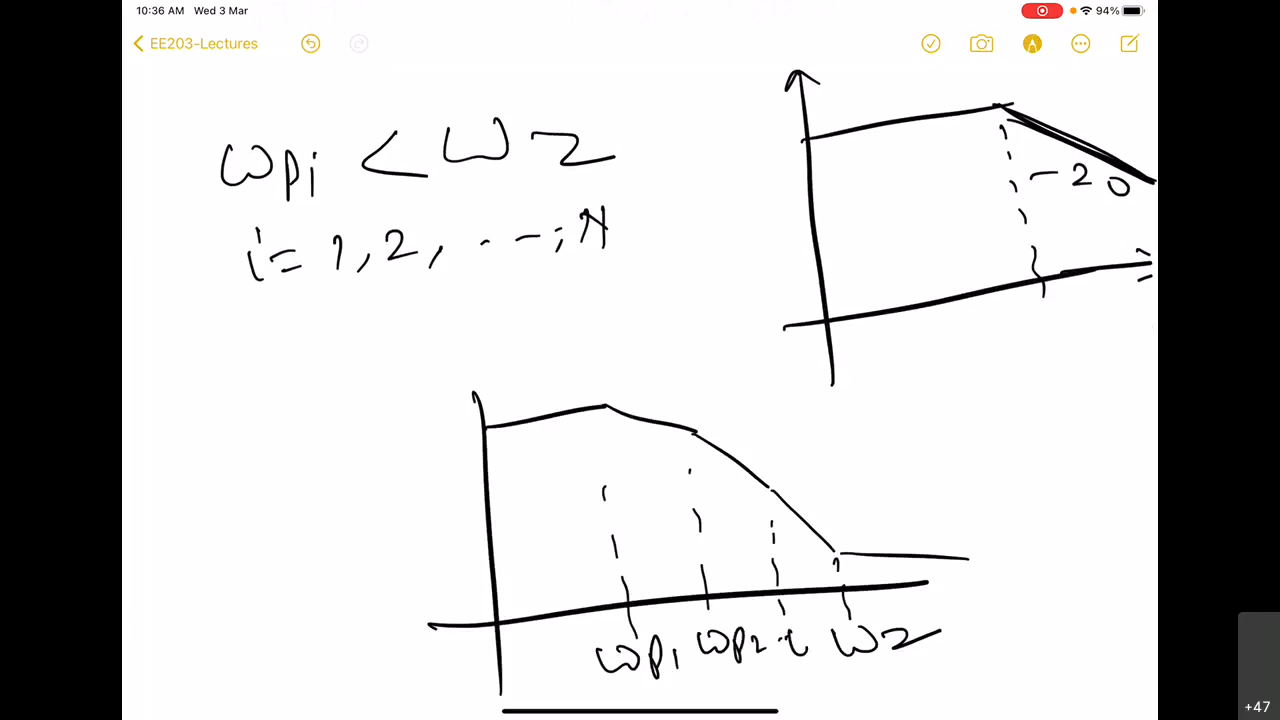 10:36 AM Wed 3 Mar
94%
EE203-Lectures
ωpi < ωz
i = 1, 2, ..--, N
-20
ωp1 ωp2 ωz
+47